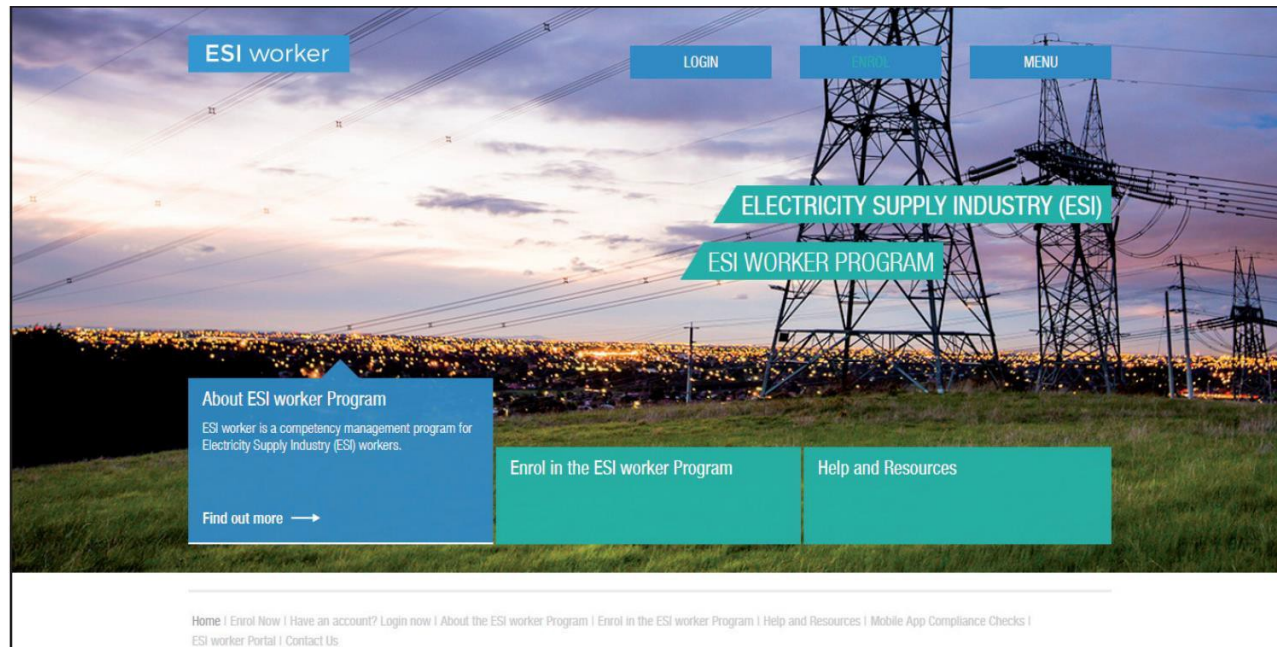 ESI worker
LOGIN
ENROL
MENU
ELECTRICITY SUPPLY INDUSTRY (ESI)
ESI WORKER PROGRAM
About ESI worker Program
ESI worker is a competency management program for
Electricity Supply Industry (ESI) workers.
Find out more
Enrol in the ESI worker Program
Help and Resources
Home | Enrol Now | Have an account? Login now | About the ESI worker Program | Enrol in the ESI worker Program | Help and Resources | Mobile App Compliance Checks |
ESI worker Portal | Contact Us